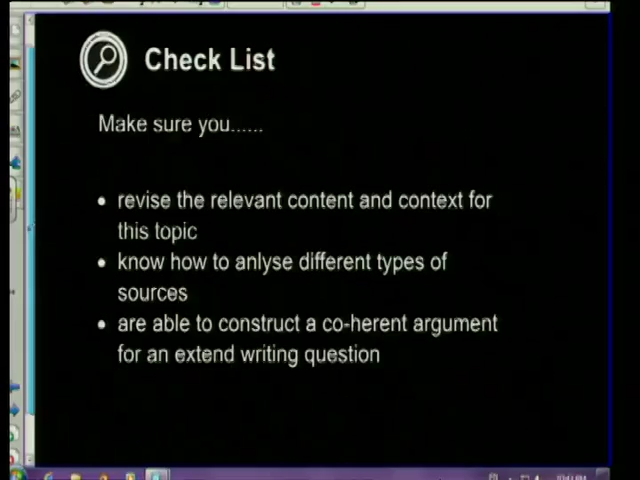 Check List
Make sure you......
• revise the relevant content and context for
this topic
• know how to anlyse different types of
sources
• are able to construct a co-herent argument
for an extend writing question